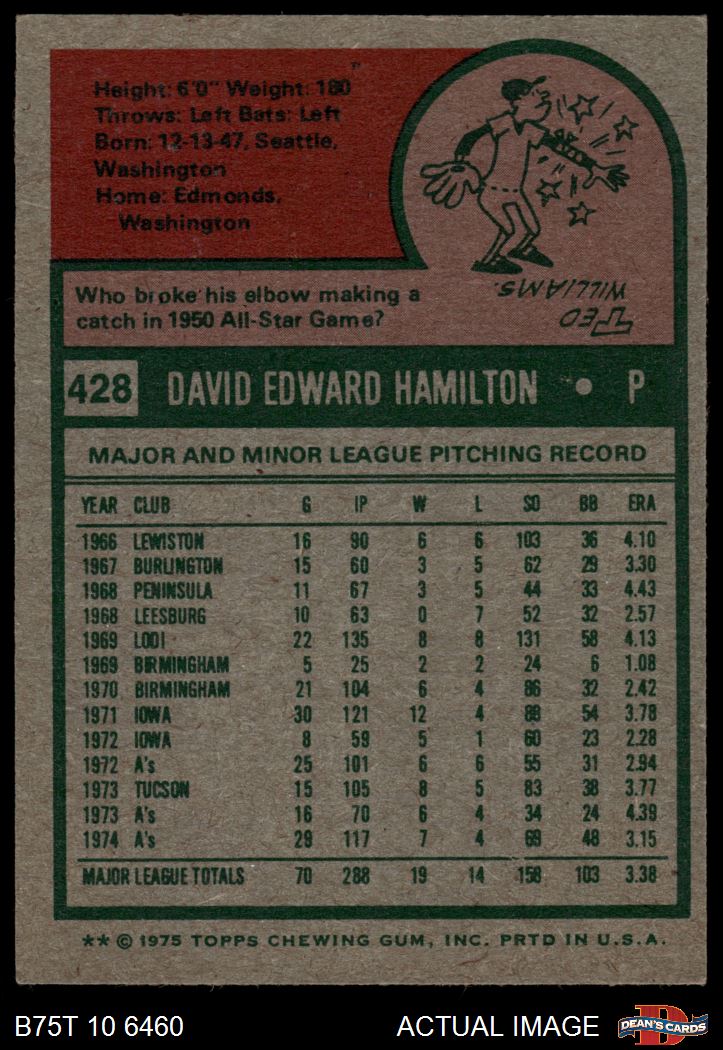 Height: 6'0" Weight: 180
Throws: Left Bats: Left
Born: 12-13-47, Seattle,
Washington
Home: Edmonds,
Washington
Who broke his elbow making a
catch in 1950 All-Star Game?
TED
WILLIAMS.
428 DAVID EDWARD HAMILTON • P
MAJOR AND MINOR LEAGUE PITCHING RECORD
YEAR CLUB G IP W L SO BB ERA
1966 LEWISTON 16 90 6 6 103 36 4.10
1967 BURLINGTON 15 60 3 5 62 29 3.30
1968 PENINSULA 11 67 3 5 44 33 4.43
1968 LEESBURG 10 63 0 7 52 32 2.57
1969 LODI 22 135 8 8 131 58 4.13
1969 BIRMINGHAM 5 25 2 2 24 6 1.08
1970 BIRMINGHAM 21 104 6 4 86 32 2.42
1971 IOWA 30 121 12 4 88 54 3.78
1972 IOWA 8 59 5 1 60 23 2.28
1972 A's 25 101 6 6 55 31 2.94
1973 TUCSON 15 105 8 5 83 38 3.77
1973 A's 16 70 6 4 34 24 4.39
1974 A's 29 117 7 4 69 48 3.15
MAJOR LEAGUE TOTALS 70 288 19 14 158 103 3.38
** © 1975 TOPPS CHEWING GUM, INC. PRTD IN U.S.A.
B75T 10 6460 ACTUAL IMAGE DEAN'S CARDS